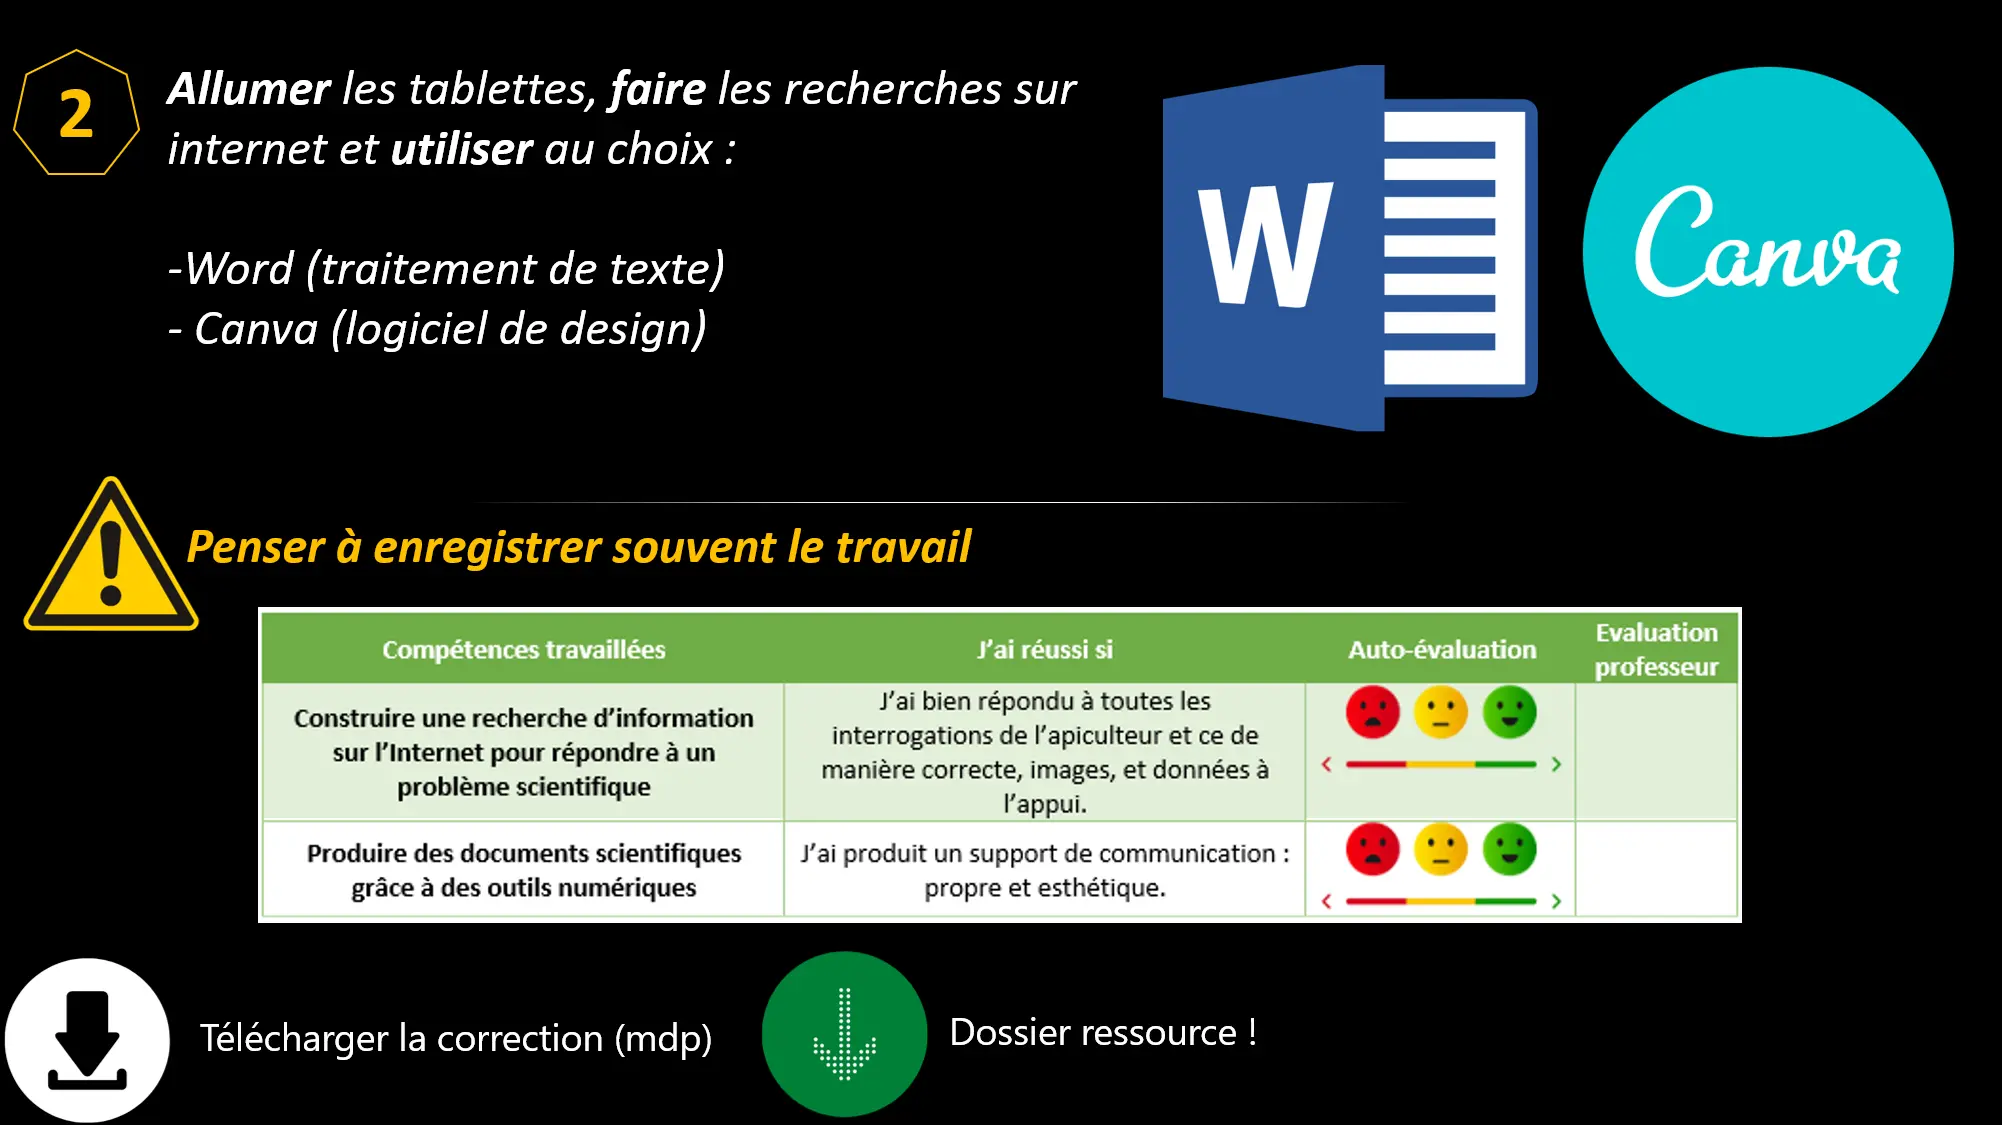 2
Allumer les tablettes, faire les recherches sur
internet et utiliser au choix :
-Word (traitement de texte)
- Canva (logiciel de design)
W
Canva
Penser à enregistrer souvent le travail
Compétences travaillées
J'ai réussi si
Auto-évaluation
Evaluation
professeur
Construire une recherche d'information
sur l'Internet pour répondre à un
problème scientifique
J'ai bien répondu à toutes les
interrogations de l'apiculteur et ce de
manière correcte, images, et données à
l'appui.
Produire des documents scientifiques
grâce à des outils numériques
J'ai produit un support de communication :
propre et esthétique.
Télécharger la correction (mdp)
Dossier ressource !